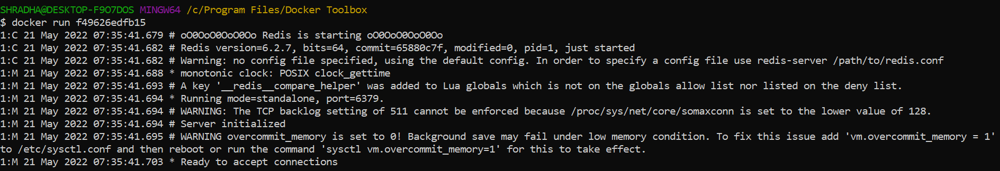 SHRADHA@DESKTOP-F9O7DOS MINGW64 /c/Program Files/Docker Toolbox
$ docker run f49626edfb15
1:C 21 May 2022 07:35:41.679 # oO0OoO0OoO0Oo Redis is starting oO0OoO0OoO0Oo
1:C 21 May 2022 07:35:41.682 # Redis version=6.2.7, bits=64, commit=65880c7f, modified=0, pid=1, just started
1:C 21 May 2022 07:35:41.682 # Warning: no config file specified, using the default config. In order to specify a config file use redis-server /path/to/redis.conf
1:M 21 May 2022 07:35:41.688 * monotonic clock: POSIX clock_gettime
1:M 21 May 2022 07:35:41.693 # A key '__redis__compare_helper' was added to Lua globals which is not on the globals allow list nor listed on the deny list.
1:M 21 May 2022 07:35:41.694 * Running mode=standalone, port=6379.
1:M 21 May 2022 07:35:41.694 # WARNING: The TCP backlog setting of 511 cannot be enforced because /proc/sys/net/core/somaxconn is set to the lower value of 128.
1:M 21 May 2022 07:35:41.694 # Server initialized
1:M 21 May 2022 07:35:41.695 # WARNING overcommit_memory is set to 0! Background save may fail under low memory condition. To fix this issue add 'vm.overcommit_memory = 1'
to /etc/sysctl.conf and then reboot or run the command 'sysctl vm.overcommit_memory=1' for this to take effect.
1:M 21 May 2022 07:35:41.703 * Ready to accept connections